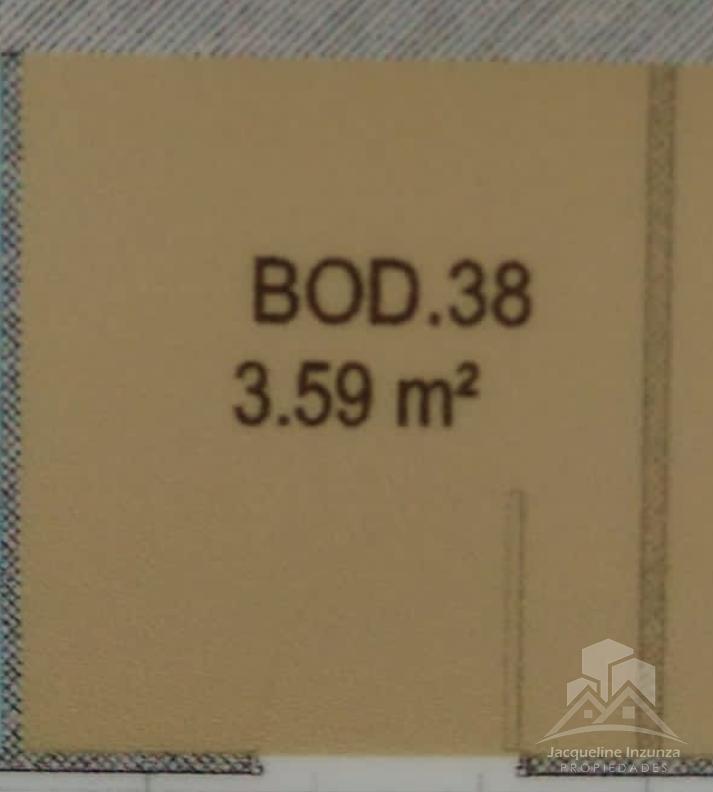 BOD.38
3.59 m²
Jacqueline Inzunza
PROPIEDADES